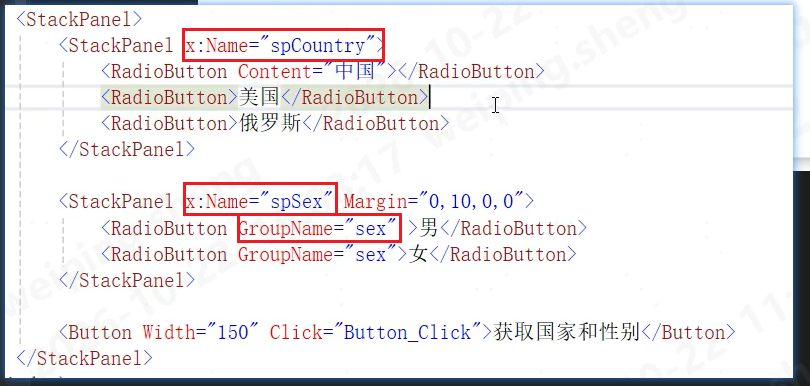 <StackPanel>
<StackPanel x:Name="spCountry">
<RadioButton Content="中国"></RadioButton>
<RadioButton>美国</RadioButton>
<RadioButton>俄罗斯</RadioButton>
</StackPanel>
<StackPanel x:Name="spSex" Margin="0,10,0,0">
<RadioButton GroupName="sex" >男</RadioButton>
<RadioButton GroupName="sex">女</RadioButton>
</StackPanel>
<Button Width="150" Click="Button_Click">获取国家和性别</Button>
</StackPanel>